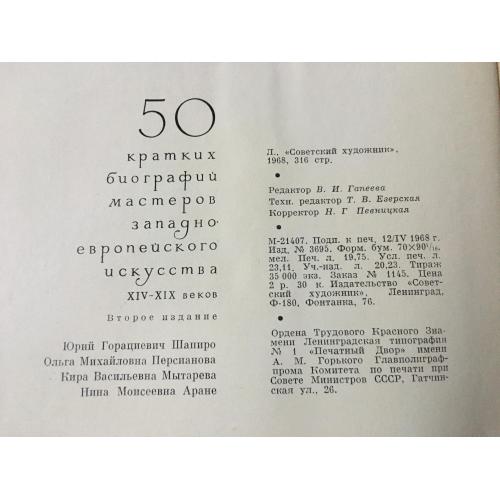 50
кратких
биографий
мастеров
западно-
европейского
искусства
XIV–XIX веков
Второе издание
Юрий Горациевич Шапиро
Ольга Михайловна Персианова
Кира Васильевна Мытарева
Нина Моисеевна Аране
Л., «Советский художник»,
1968, 316 стр.
Редактор В. И. Гапеева
Техн. редактор Т. В. Езерская
Корректор Н. Г Певницкая
М-21407. Подп. к печ. 12/IV 1968 г.
Изд. № 3695. Форм. бум. 70×90¹/₁₆.
мел. Печ. л. 19,75. Усл. печ. л.
23,11. Уч.-изд. л. 20,23. Тираж
35 000 экз. Заказ № 1145. Цена
2 р. 30 к. Издательство «Совет-
ский художник», Ленинград,
Ф-180, Фонтанка, 76.
Ордена Трудового Красного Зна-
мени Ленинградская типография
№ 1 «Печатный Двор» имени
А. М. Горького Главполиграф-
прома Комитета по печати при
Совете Министров СССР, Гатчин-
ская ул., 26.